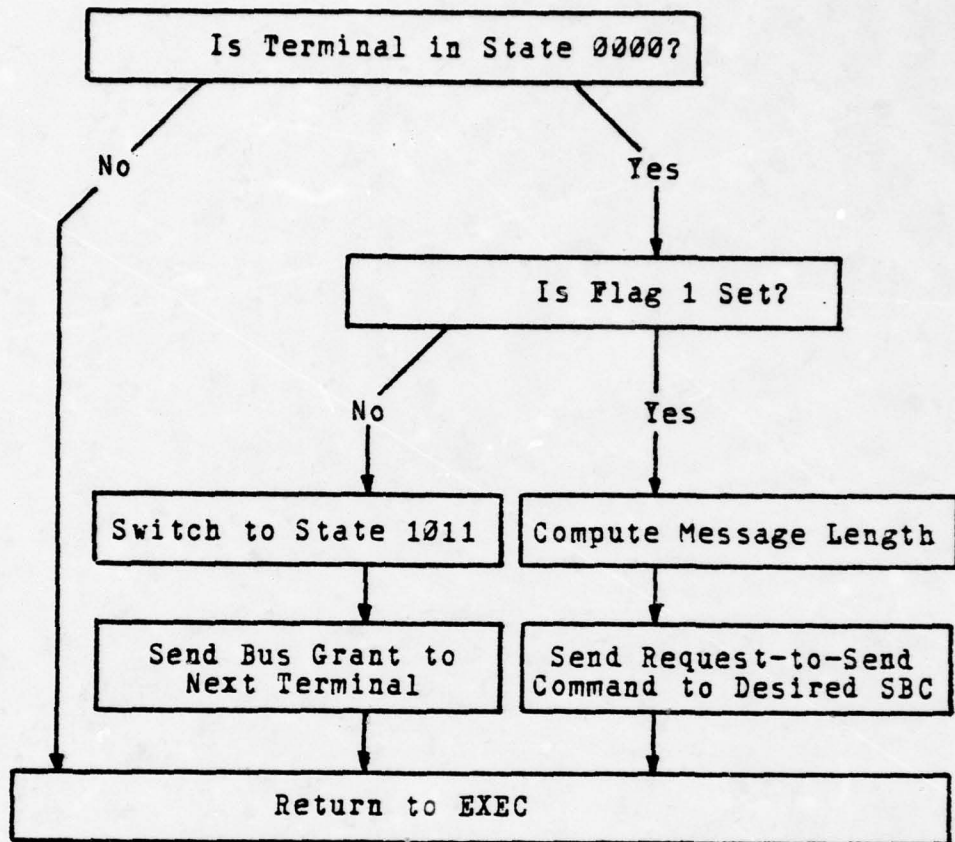 Is Terminal in State 0000?
No
Yes
Is Flag 1 Set?
No
Yes
Switch to State 1011
Compute Message Length
Send Bus Grant to
Next Terminal
Send Request-to-Send
Command to Desired SBC
Return to EXEC